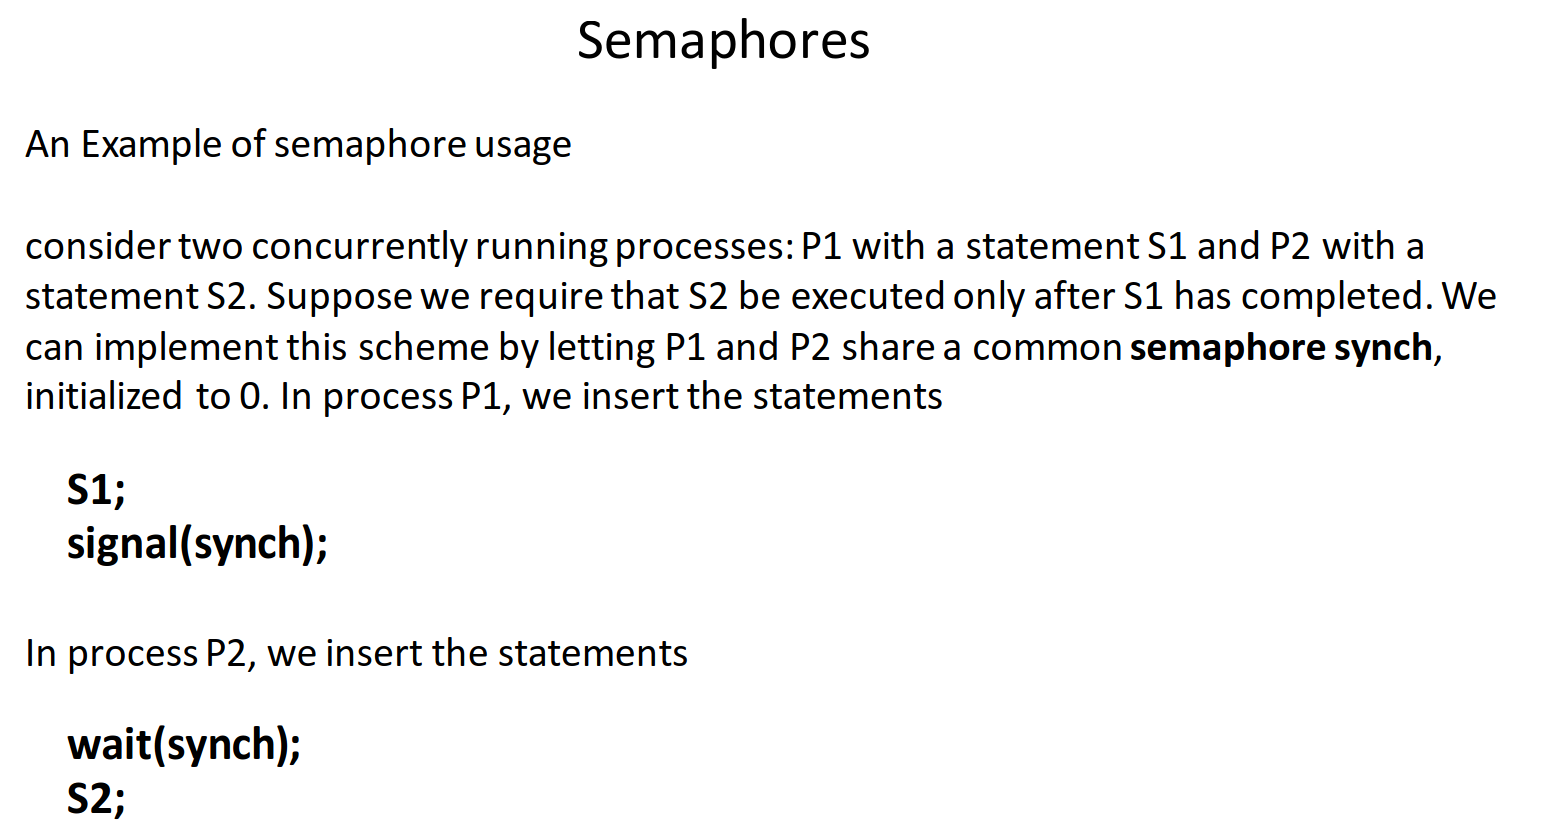 Semaphores
An Example of semaphore usage
consider two concurrently running processes: P1 with a statement S1 and P2 with a
statement S2. Suppose we require that S2 be executed only after S1 has completed. We
can implement this scheme by letting P1 and P2 share a common semaphore synch,
initialized to 0. In process P1, we insert the statements
S1;
signal(synch);
In process P2, we insert the statements
wait(synch);
S2;